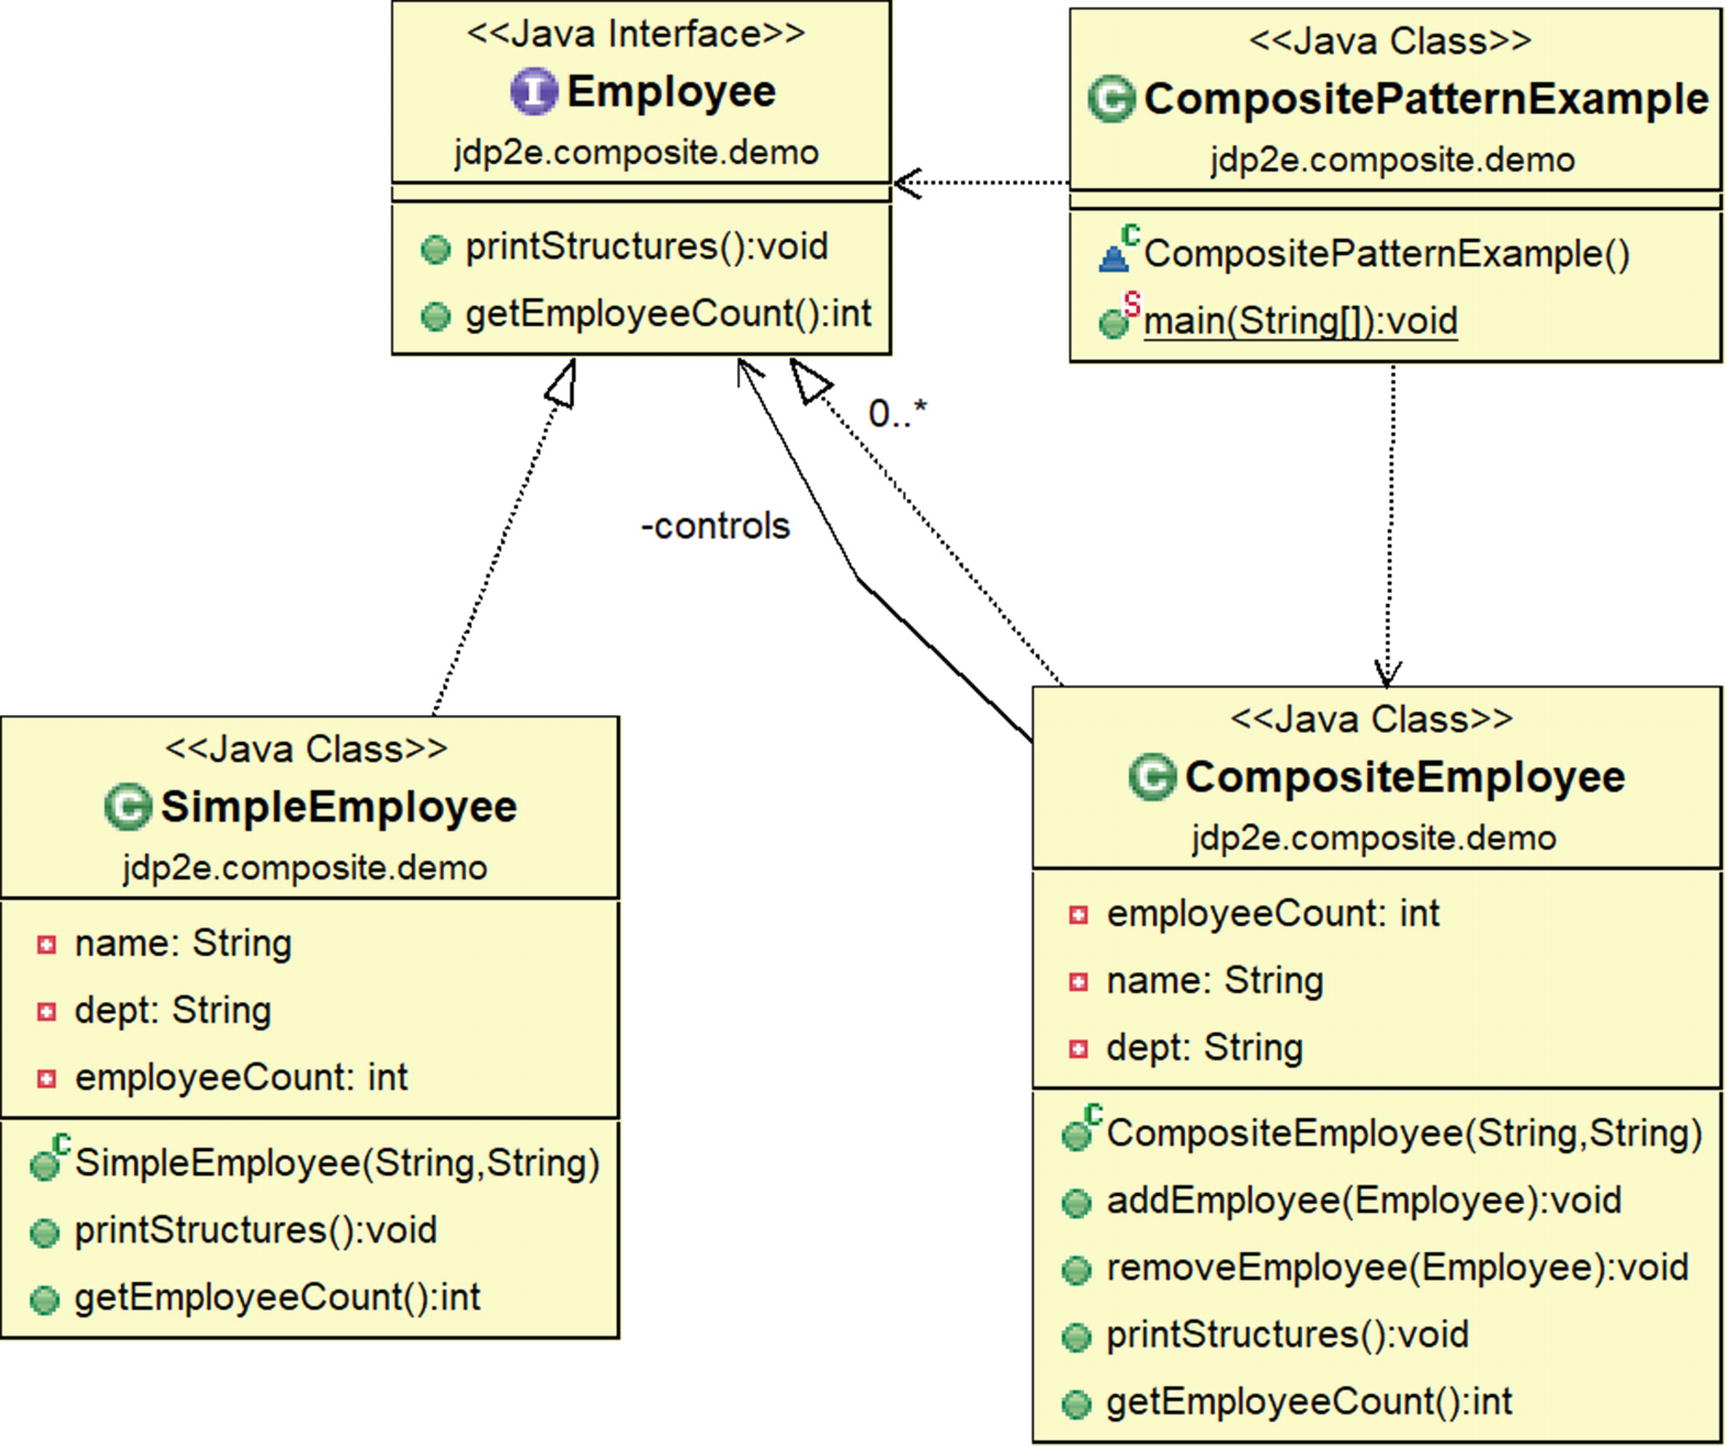 <<Java Interface>>
I Employee
jdp2e.composite.demo
printStructures():void
getEmployeeCount():int
<<Java Class>>
C CompositePatternExample
jdp2e.composite.demo
C CompositePatternExample()
S main(String[]):void
0..*
-controls
<<Java Class>>
C SimpleEmployee
jdp2e.composite.demo
name: String
dept: String
employeeCount: int
C SimpleEmployee(String,String)
printStructures():void
getEmployeeCount():int
<<Java Class>>
C CompositeEmployee
jdp2e.composite.demo
employeeCount: int
name: String
dept: String
C CompositeEmployee(String,String)
addEmployee(Employee):void
removeEmployee(Employee):void
printStructures():void
getEmployeeCount():int